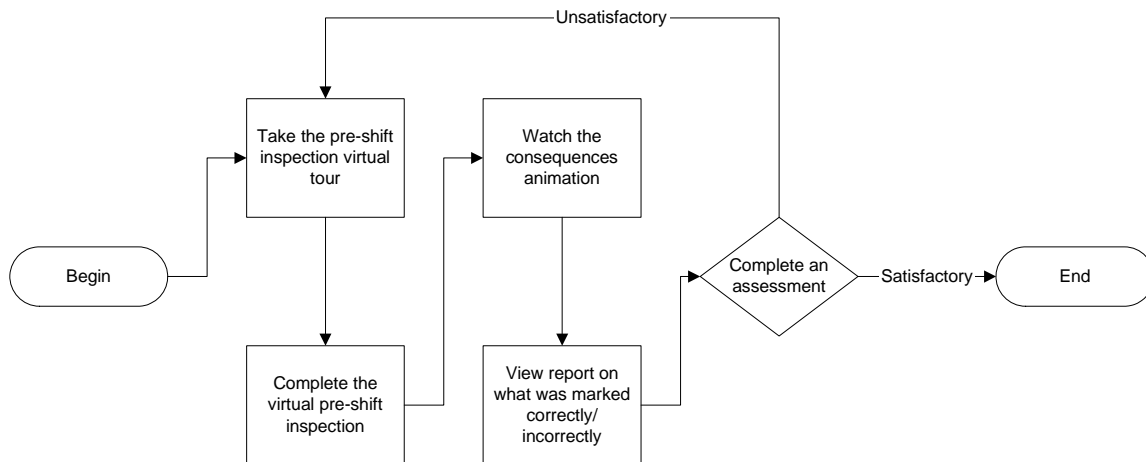 Unsatisfactory
Take the pre-shift
inspection virtual
tour
Watch the
consequences
animation
Begin
Complete an
assessment
Satisfactory
End
Complete the
virtual pre-shift
inspection
View report on
what was marked
correctly/
incorrectly